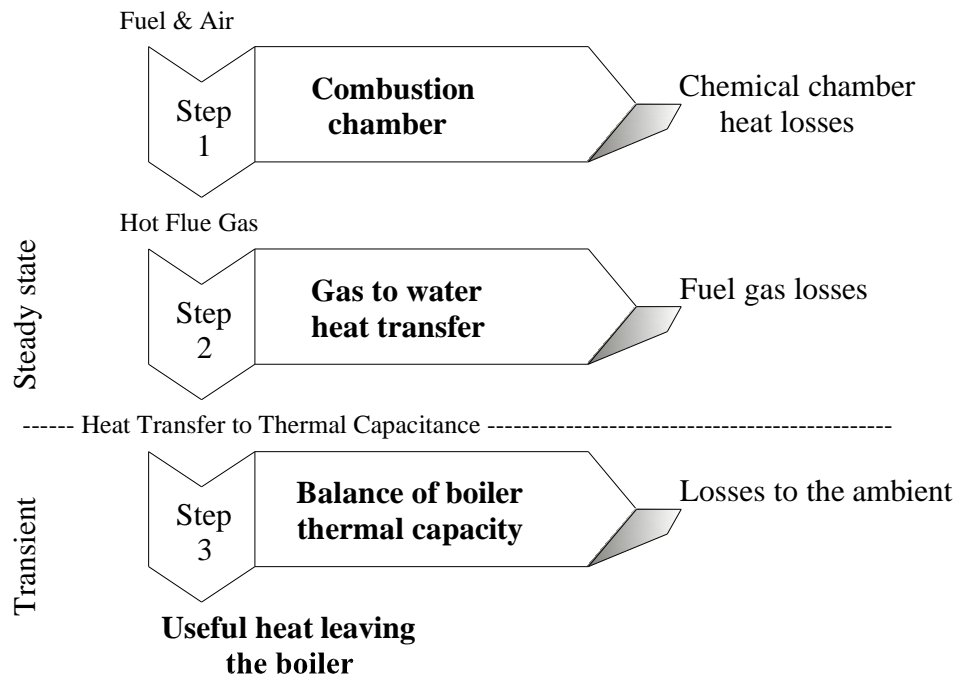 Fuel & Air
Step
1
Combustion
chamber
Chemical chamber
heat losses
Hot Flue Gas
Steady state
Step
2
Gas to water
heat transfer
Fuel gas losses
------ Heat Transfer to Thermal Capacitance ---------------------------------------------
Transient
Step
3
Balance of boiler
thermal capacity
Losses to the ambient
Useful heat leaving
the boiler